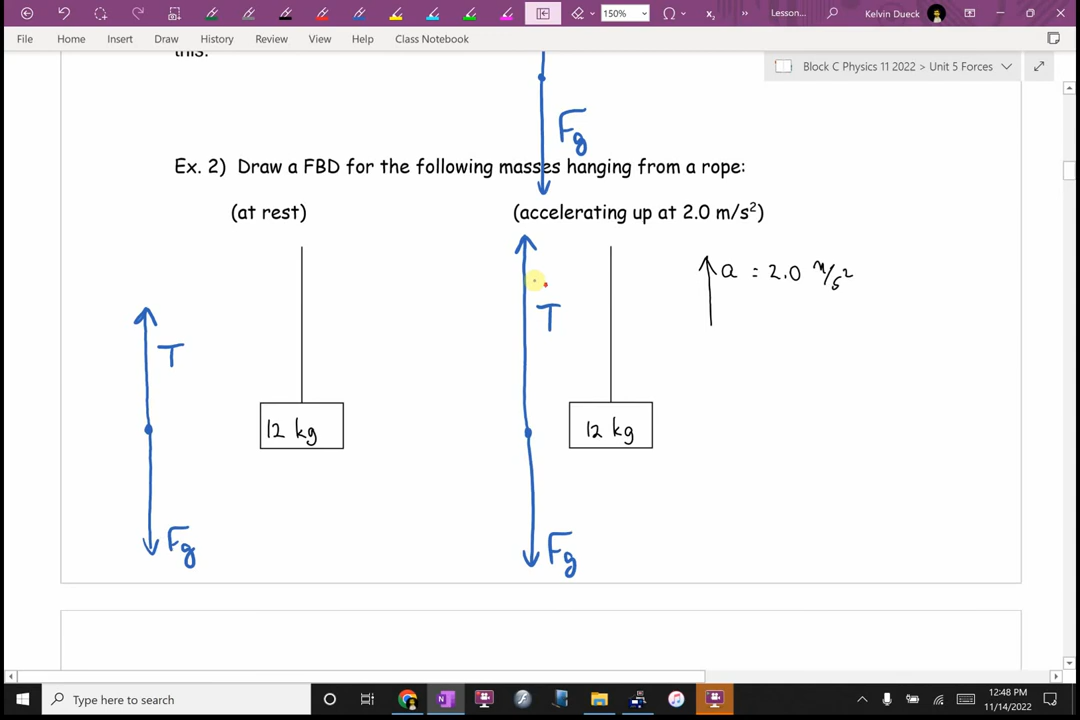 150%
Lesson...
Kelvin Dueck
File Home Insert Draw History Review View Help Class Notebook
this:
Block C Physics 11 2022 > Unit 5 Forces
Fg
Ex. 2) Draw a FBD for the following masses hanging from a rope:
(at rest)
(accelerating up at 2.0 m/s²)
a = 2.0 m/s²
T
T
12 kg
12 kg
Fg
Fg
Type here to search
12:48 PM
11/14/2022